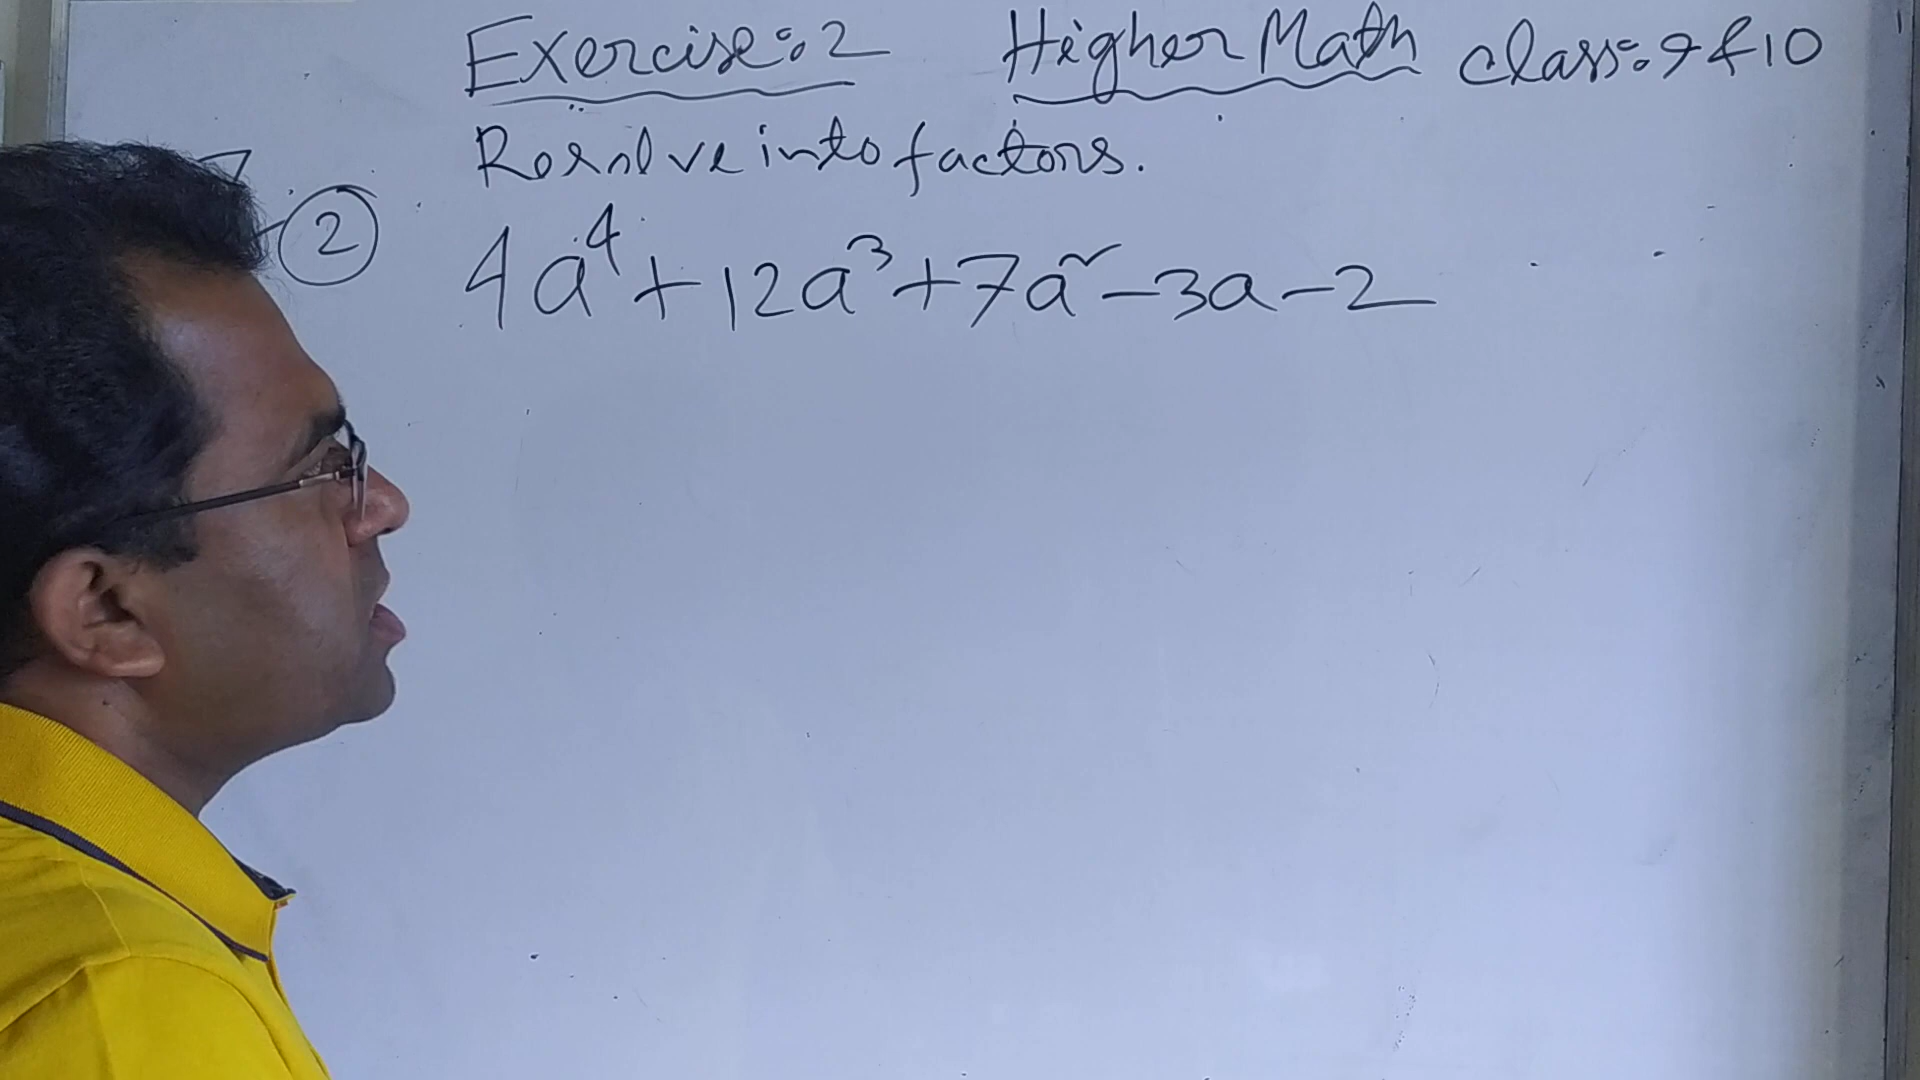 Exercise: 2 Higher Math class: 9 & 10
Resolve into factors.
② 4a⁴ + 12a³ + 7a² - 3a - 2